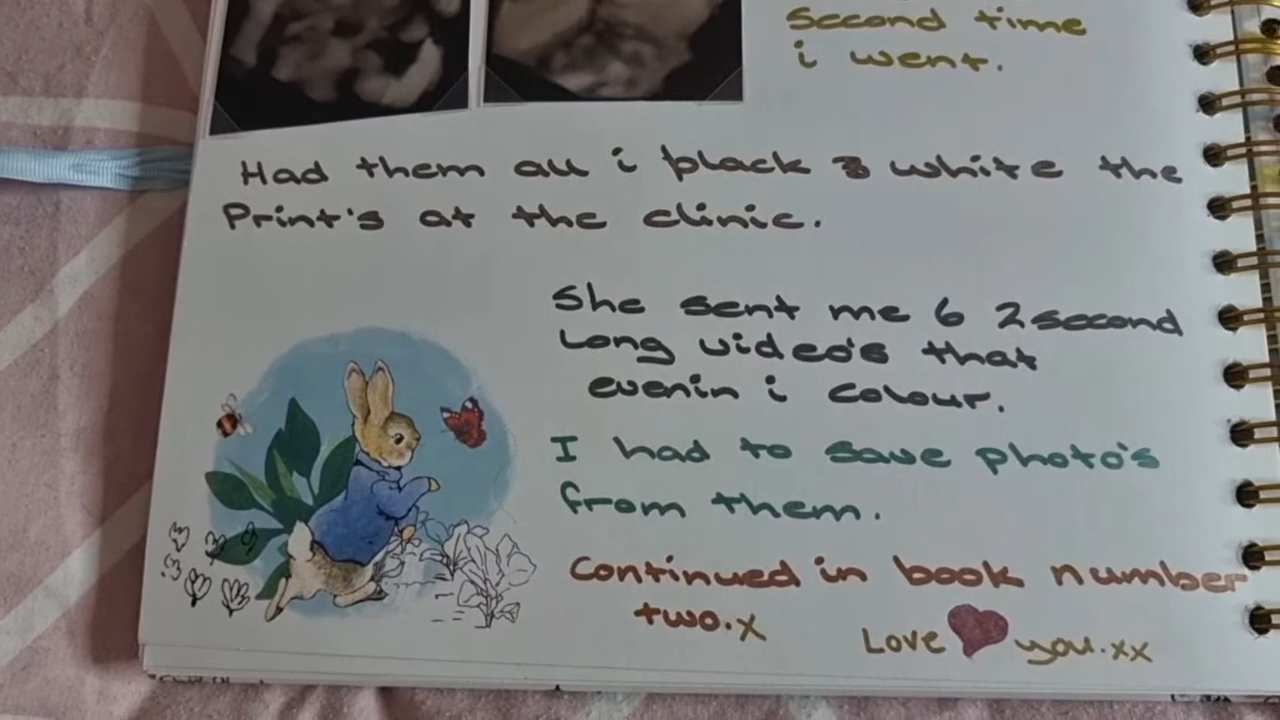 second time
i went.
Had them all i black & white the
Print's at the clinic.
She sent me 6 2second
Long video's that
evenin i colour.
I had to save photo's
from them.
Continued in book number
two.x
Love you.xx